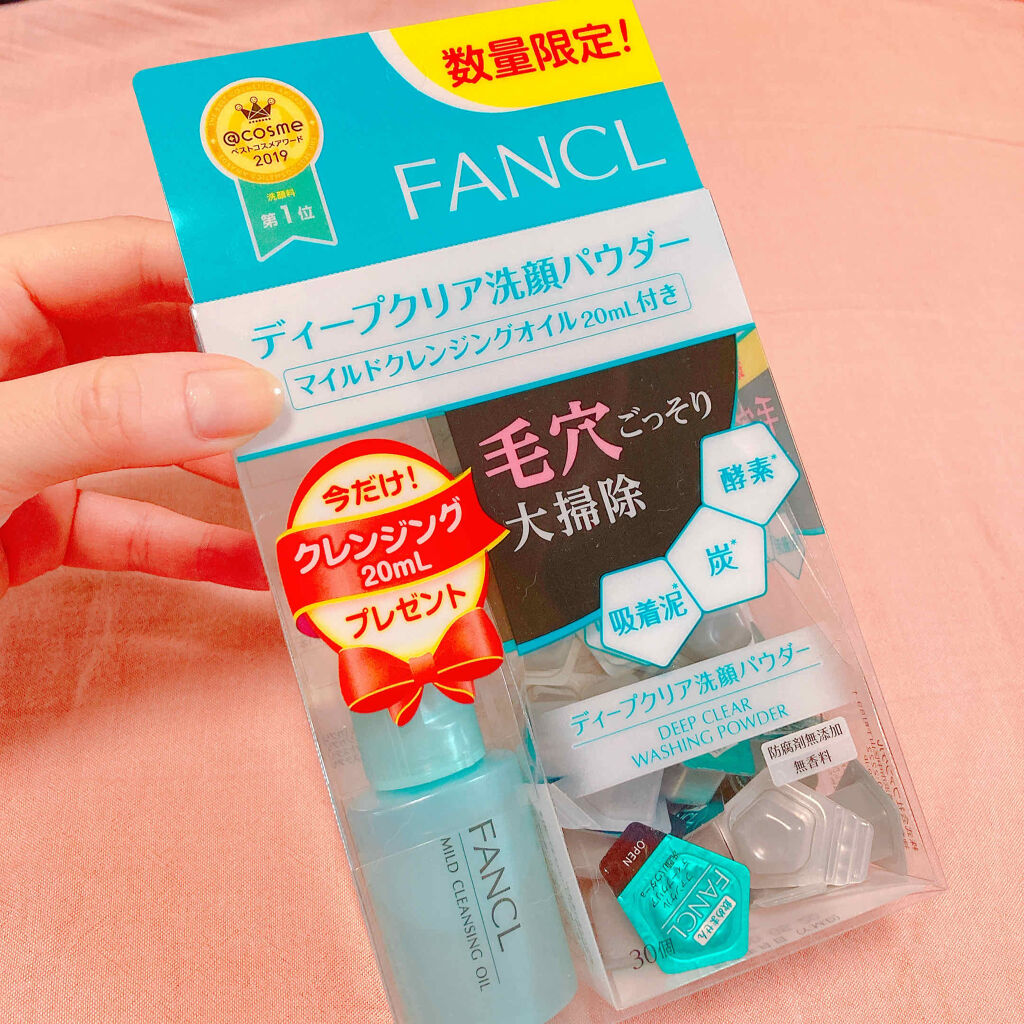 数量限定!
@cosme
ベストコスメアワード
2019
洗顔料
第1位
FANCL
ディープクリア洗顔パウダー
マイルドクレンジングオイル20mL付き
毛穴ごっそり
大掃除
酵素*
炭*
吸着泥*
今だけ!
クレンジング
20mL
プレゼント
ディープクリア洗顔パウダー
DEEP CLEAR
WASHING POWDER
防腐剤無添加
無香料
FANCL
MILD CLEANSING OIL
OPEN
FANCL
飲めません
30個